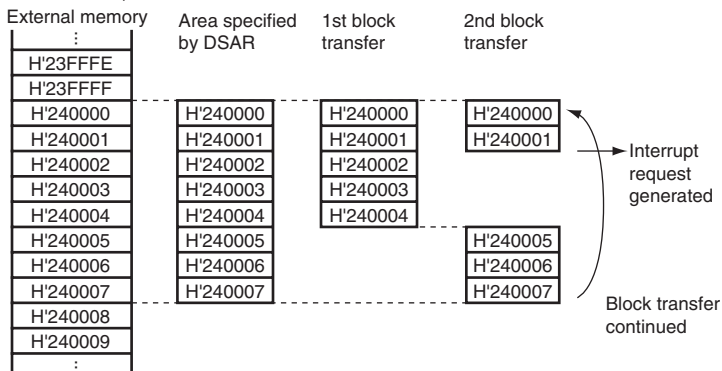 External memory
Area specified
by DSAR
1st block
transfer
2nd block
transfer
⋮
H'23FFFE
H'23FFFF
H'240000
H'240001
H'240002
H'240003
H'240004
H'240005
H'240006
H'240007
H'240008
H'240009
⋮
H'240000
H'240001
H'240002
H'240003
H'240004
H'240005
H'240006
H'240007
H'240000
H'240001
H'240002
H'240003
H'240004
H'240000
H'240001
H'240005
H'240006
H'240007
Interrupt
request
generated
Block transfer
continued